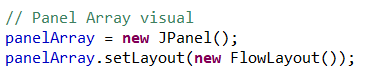 // Panel Array visual
panelArray = new JPanel();
panelArray.setLayout(new FlowLayout());